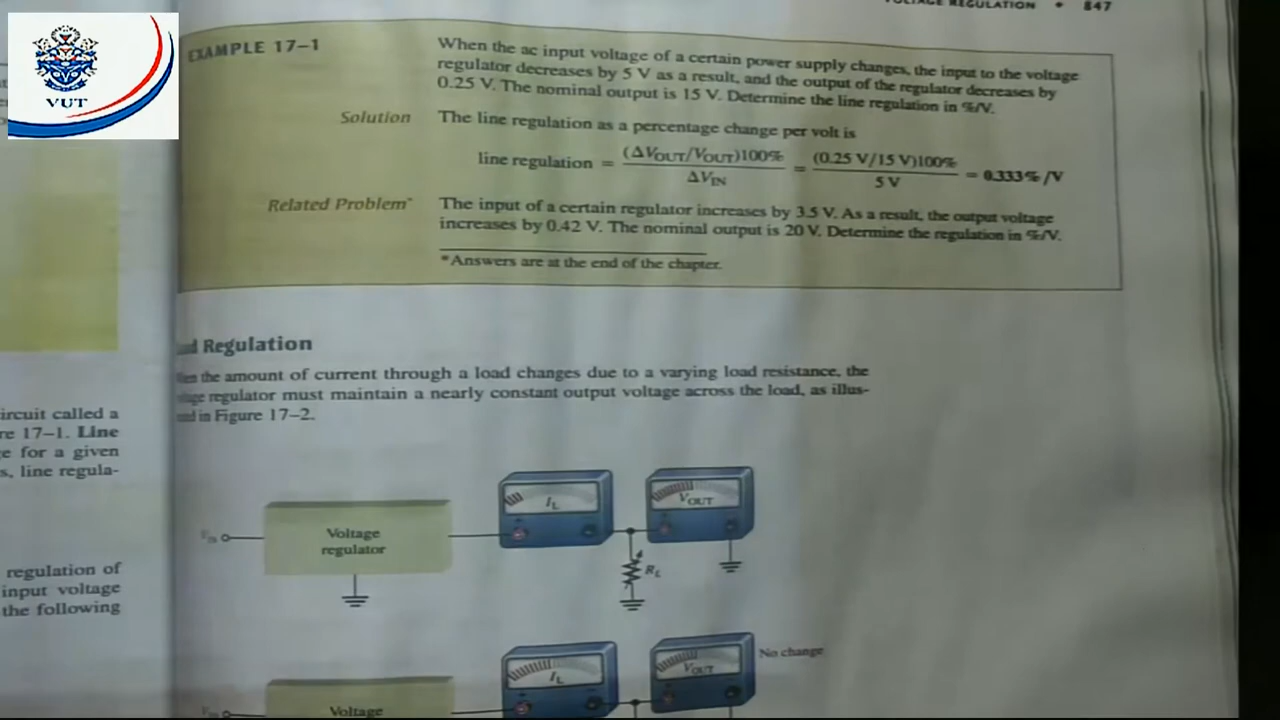 VOLTAGE REGULATION • 847
VUT
EXAMPLE 17–1
When the ac input voltage of a certain power supply changes, the input to the voltage
regulator decreases by 5 V as a result, and the output of the regulator decreases by
0.25 V. The nominal output is 15 V. Determine the line regulation in %/V.
Solution
The line regulation as a percentage change per volt is
line regulation = (ΔVOUT/VOUT)100% / ΔVIN = (0.25 V/15 V)100% / 5 V = 0.333%/V
Related Problem*
The input of a certain regulator increases by 3.5 V. As a result, the output voltage
increases by 0.42 V. The nominal output is 20 V. Determine the regulation in %/V.
*Answers are at the end of the chapter.
Regulation
the amount of current through a load changes due to a varying load resistance, the
regulator must maintain a nearly constant output voltage across the load, as illus-
in Figure 17–2.
ircuit called a
re 17–1. Line
e for a given
s, line regula-
regulation of
input voltage
the following
VIN
Voltage
regulator
IL
VOUT
RL
VIN
Voltage
IL
VOUT
No change